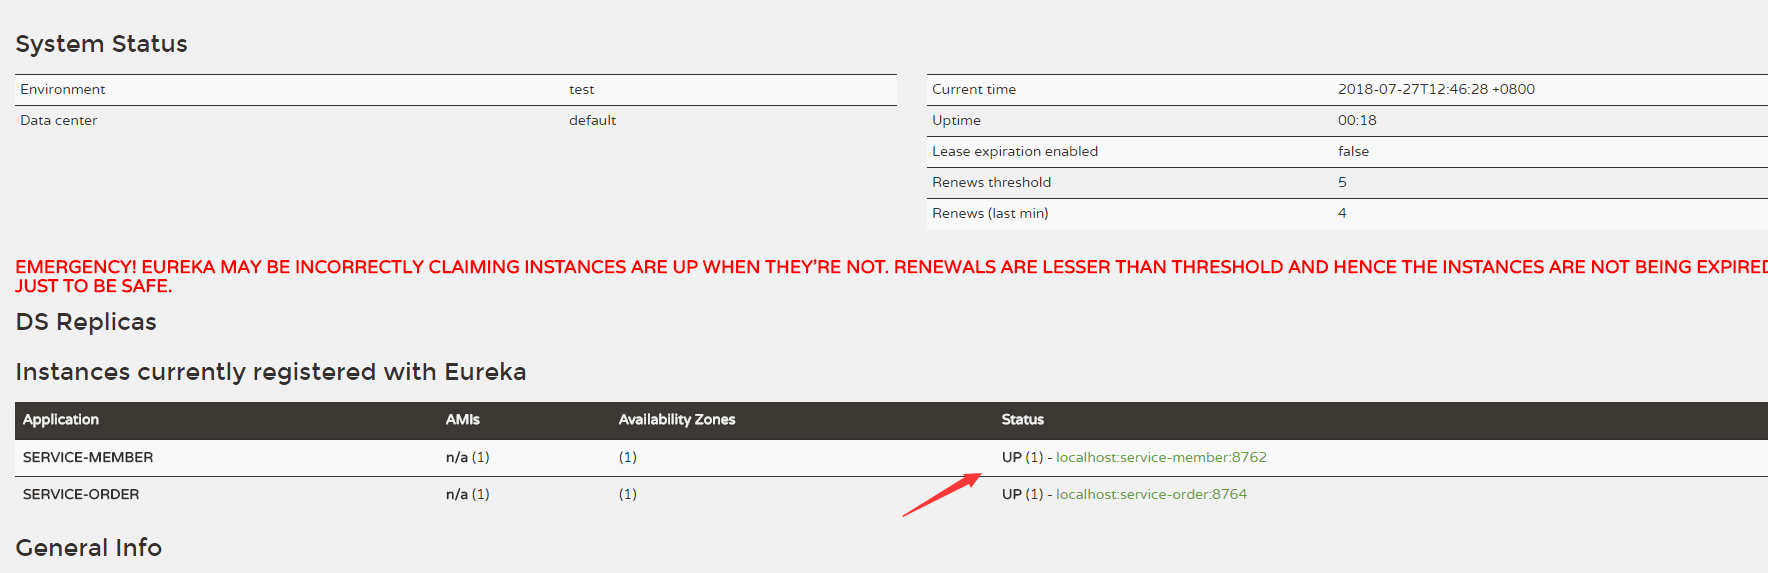 System Status
Environment test
Data center default
Current time 2018-07-27T12:46:28 +0800
Uptime 00:18
Lease expiration enabled false
Renews threshold 5
Renews (last min) 4
EMERGENCY! EUREKA MAY BE INCORRECTLY CLAIMING INSTANCES ARE UP WHEN THEY'RE NOT. RENEWALS ARE LESSER THAN THRESHOLD AND HENCE THE INSTANCES ARE NOT BEING EXPIRED
JUST TO BE SAFE.
DS Replicas
Instances currently registered with Eureka
Application AMIs Availability Zones Status
SERVICE-MEMBER n/a (1) (1) UP (1) - localhost:service-member:8762
SERVICE-ORDER n/a (1) (1) UP (1) - localhost:service-order:8764
General Info